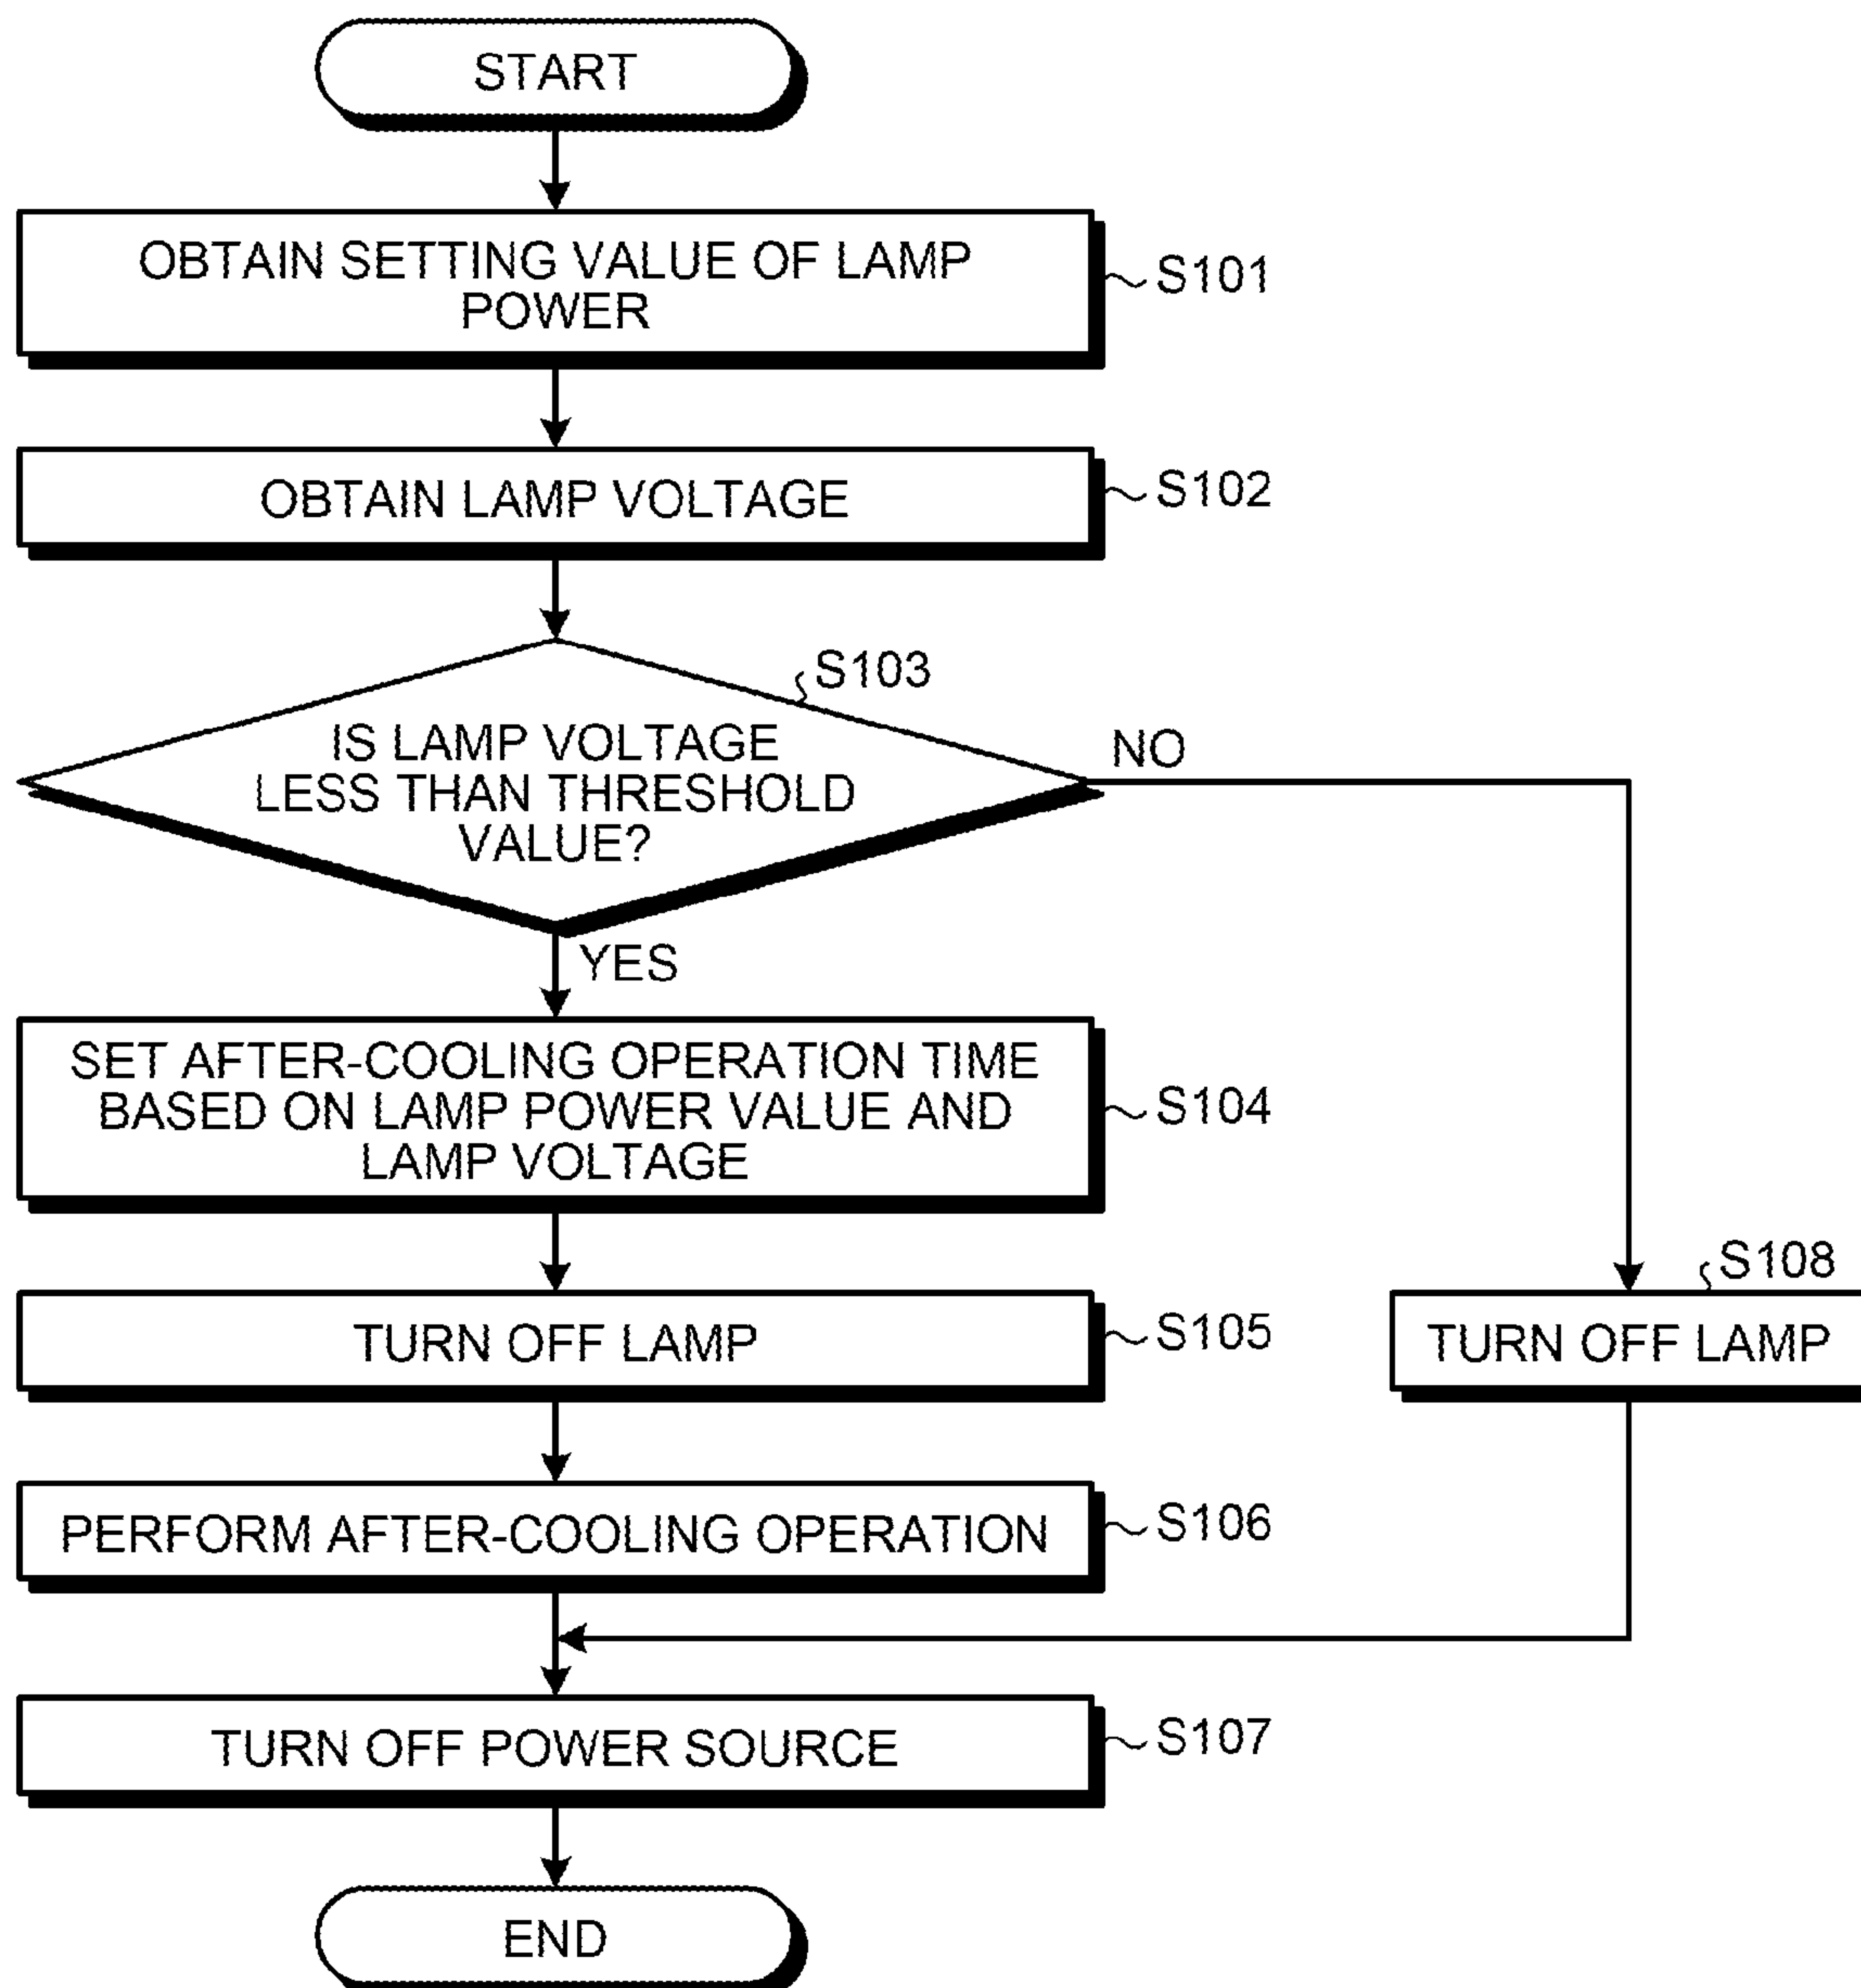 START
OBTAIN SETTING VALUE OF LAMP
POWER
S101
OBTAIN LAMP VOLTAGE
S102
S103
IS LAMP VOLTAGE
LESS THAN THRESHOLD
VALUE?
NO
YES
SET AFTER-COOLING OPERATION TIME
BASED ON LAMP POWER VALUE AND
LAMP VOLTAGE
S104
TURN OFF LAMP
S105
S108
TURN OFF LAMP
PERFORM AFTER-COOLING OPERATION
S106
TURN OFF POWER SOURCE
S107
END